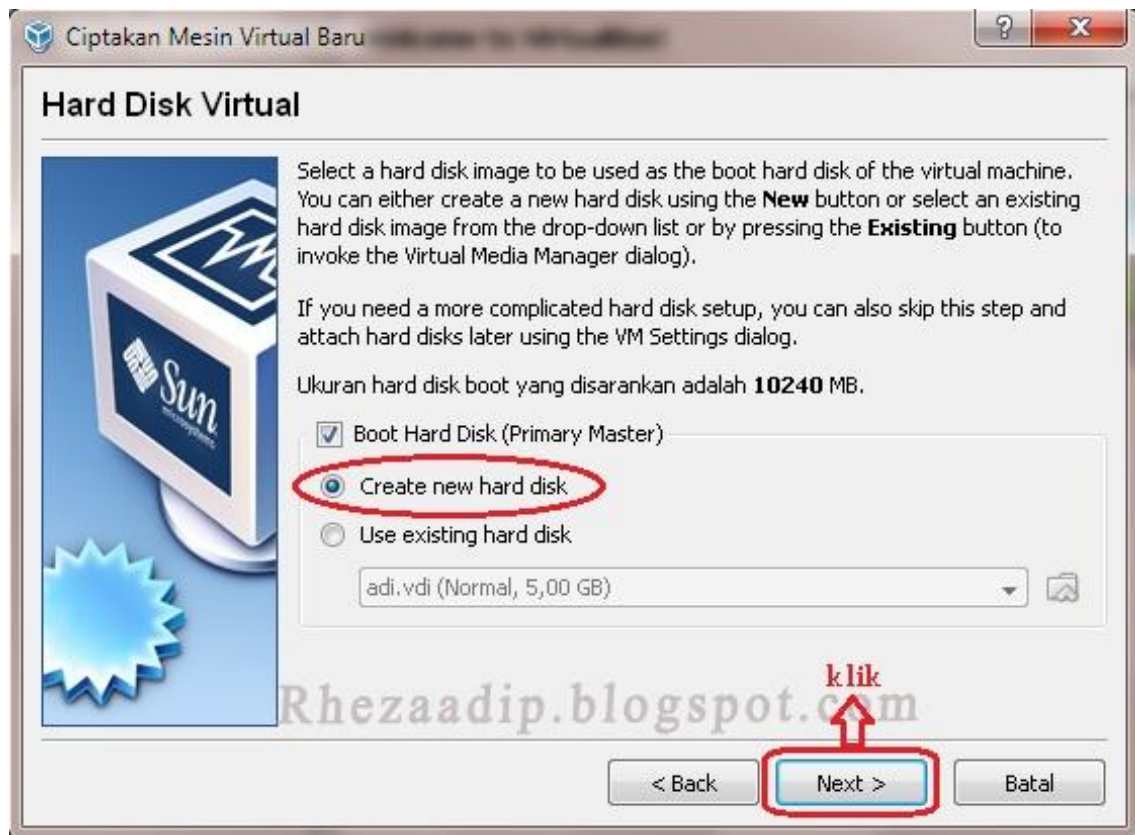 Ciptakan Mesin Virtual Baru
Hard Disk Virtual
Select a hard disk image to be used as the boot hard disk of the virtual machine.
You can either create a new hard disk using the New button or select an existing
hard disk image from the drop-down list or by pressing the Existing button (to
invoke the Virtual Media Manager dialog).
If you need a more complicated hard disk setup, you can also skip this step and
attach hard disks later using the VM Settings dialog.
Ukuran hard disk boot yang disarankan adalah 10240 MB.
Sun
microsystems
Boot Hard Disk (Primary Master)
Create new hard disk
Use existing hard disk
adi.vdi (Normal, 5,00 GB)
klik
Rhezaadip.blogspot.com
< Back
Next >
Batal